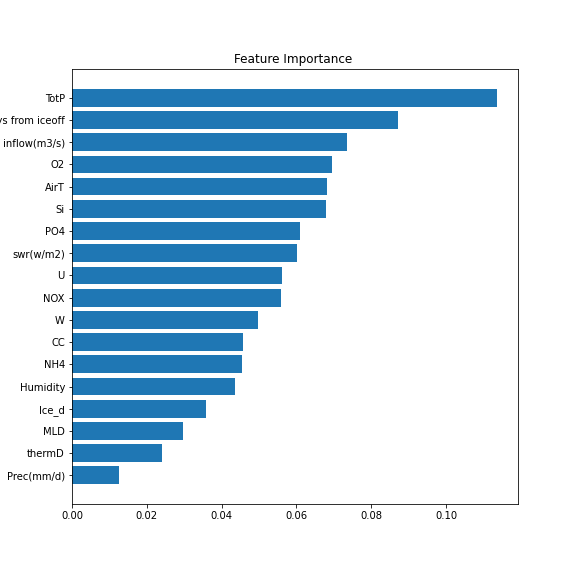 Feature Importance
TotP
ys from iceoff
inflow(m3/s)
O2
AirT
Si
PO4
swr(w/m2)
U
NOX
W
CC
NH4
Humidity
Ice_d
MLD
thermD
Prec(mm/d)
0.00 0.02 0.04 0.06 0.08 0.10